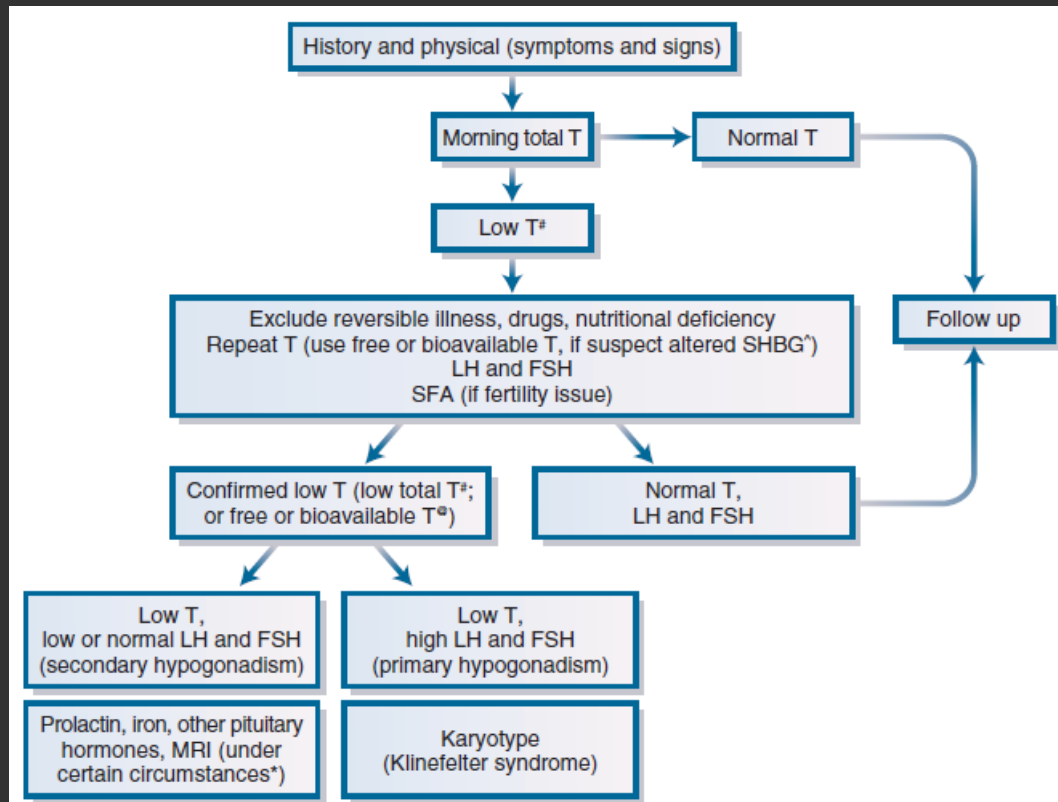 History and physical (symptoms and signs)
Morning total T
Normal T
Low T#
Exclude reversible illness, drugs, nutritional deficiency
Repeat T (use free or bioavailable T, if suspect altered SHBG^)
LH and FSH
SFA (if fertility issue)
Follow up
Confirmed low T (low total T#;
or free or bioavailable T@)
Normal T,
LH and FSH
Low T,
low or normal LH and FSH
(secondary hypogonadism)
Low T,
high LH and FSH
(primary hypogonadism)
Prolactin, iron, other pituitary
hormones, MRI (under
certain circumstances*)
Karyotype
(Klinefelter syndrome)